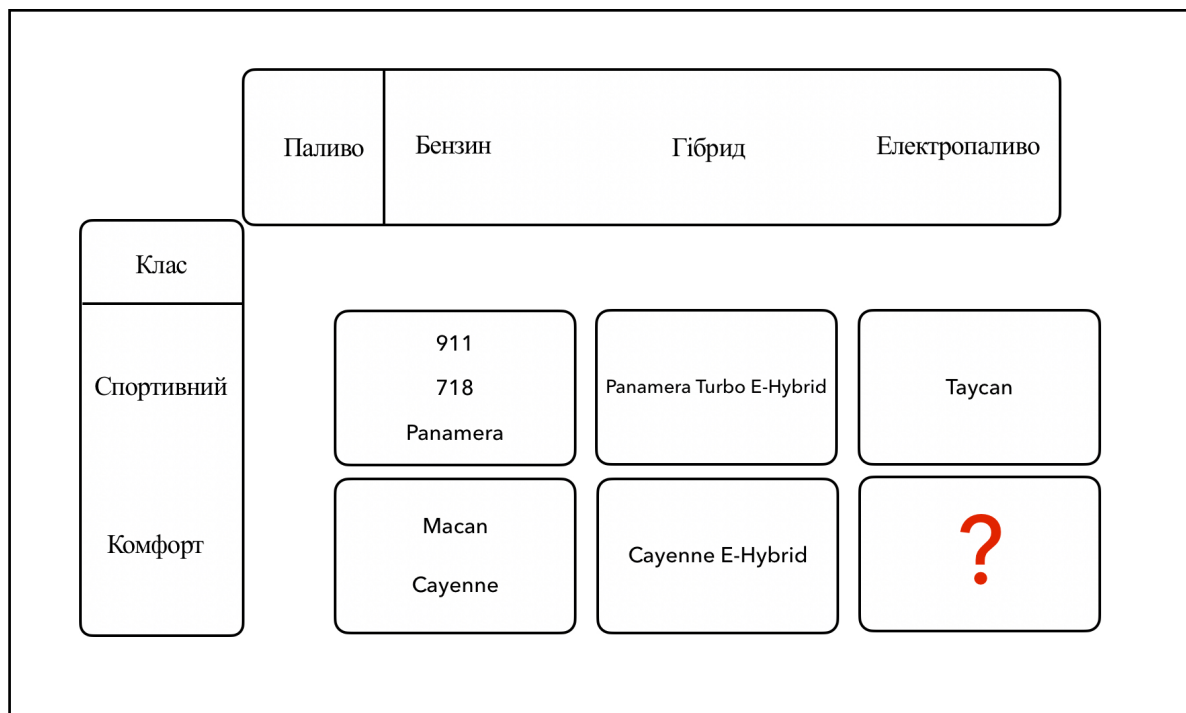 Паливо
Бензин
Гібрид
Електропаливо
Клас
Спортивний
911
718
Panamera
Panamera Turbo E-Hybrid
Taycan
Комфорт
Macan
Cayenne
Cayenne E-Hybrid
?